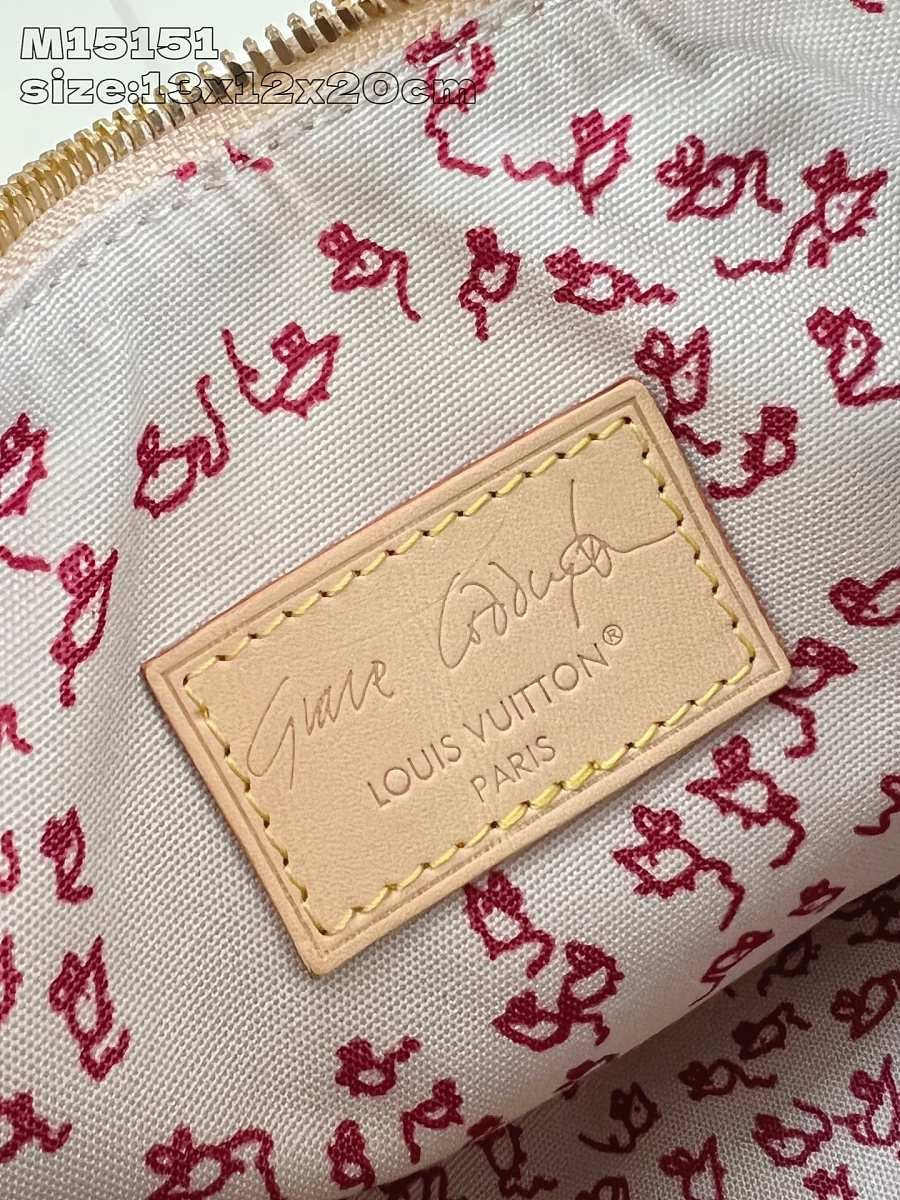 M15151
size:13x12x20cm
Grace Coddington
LOUIS VUITTON®
PARIS